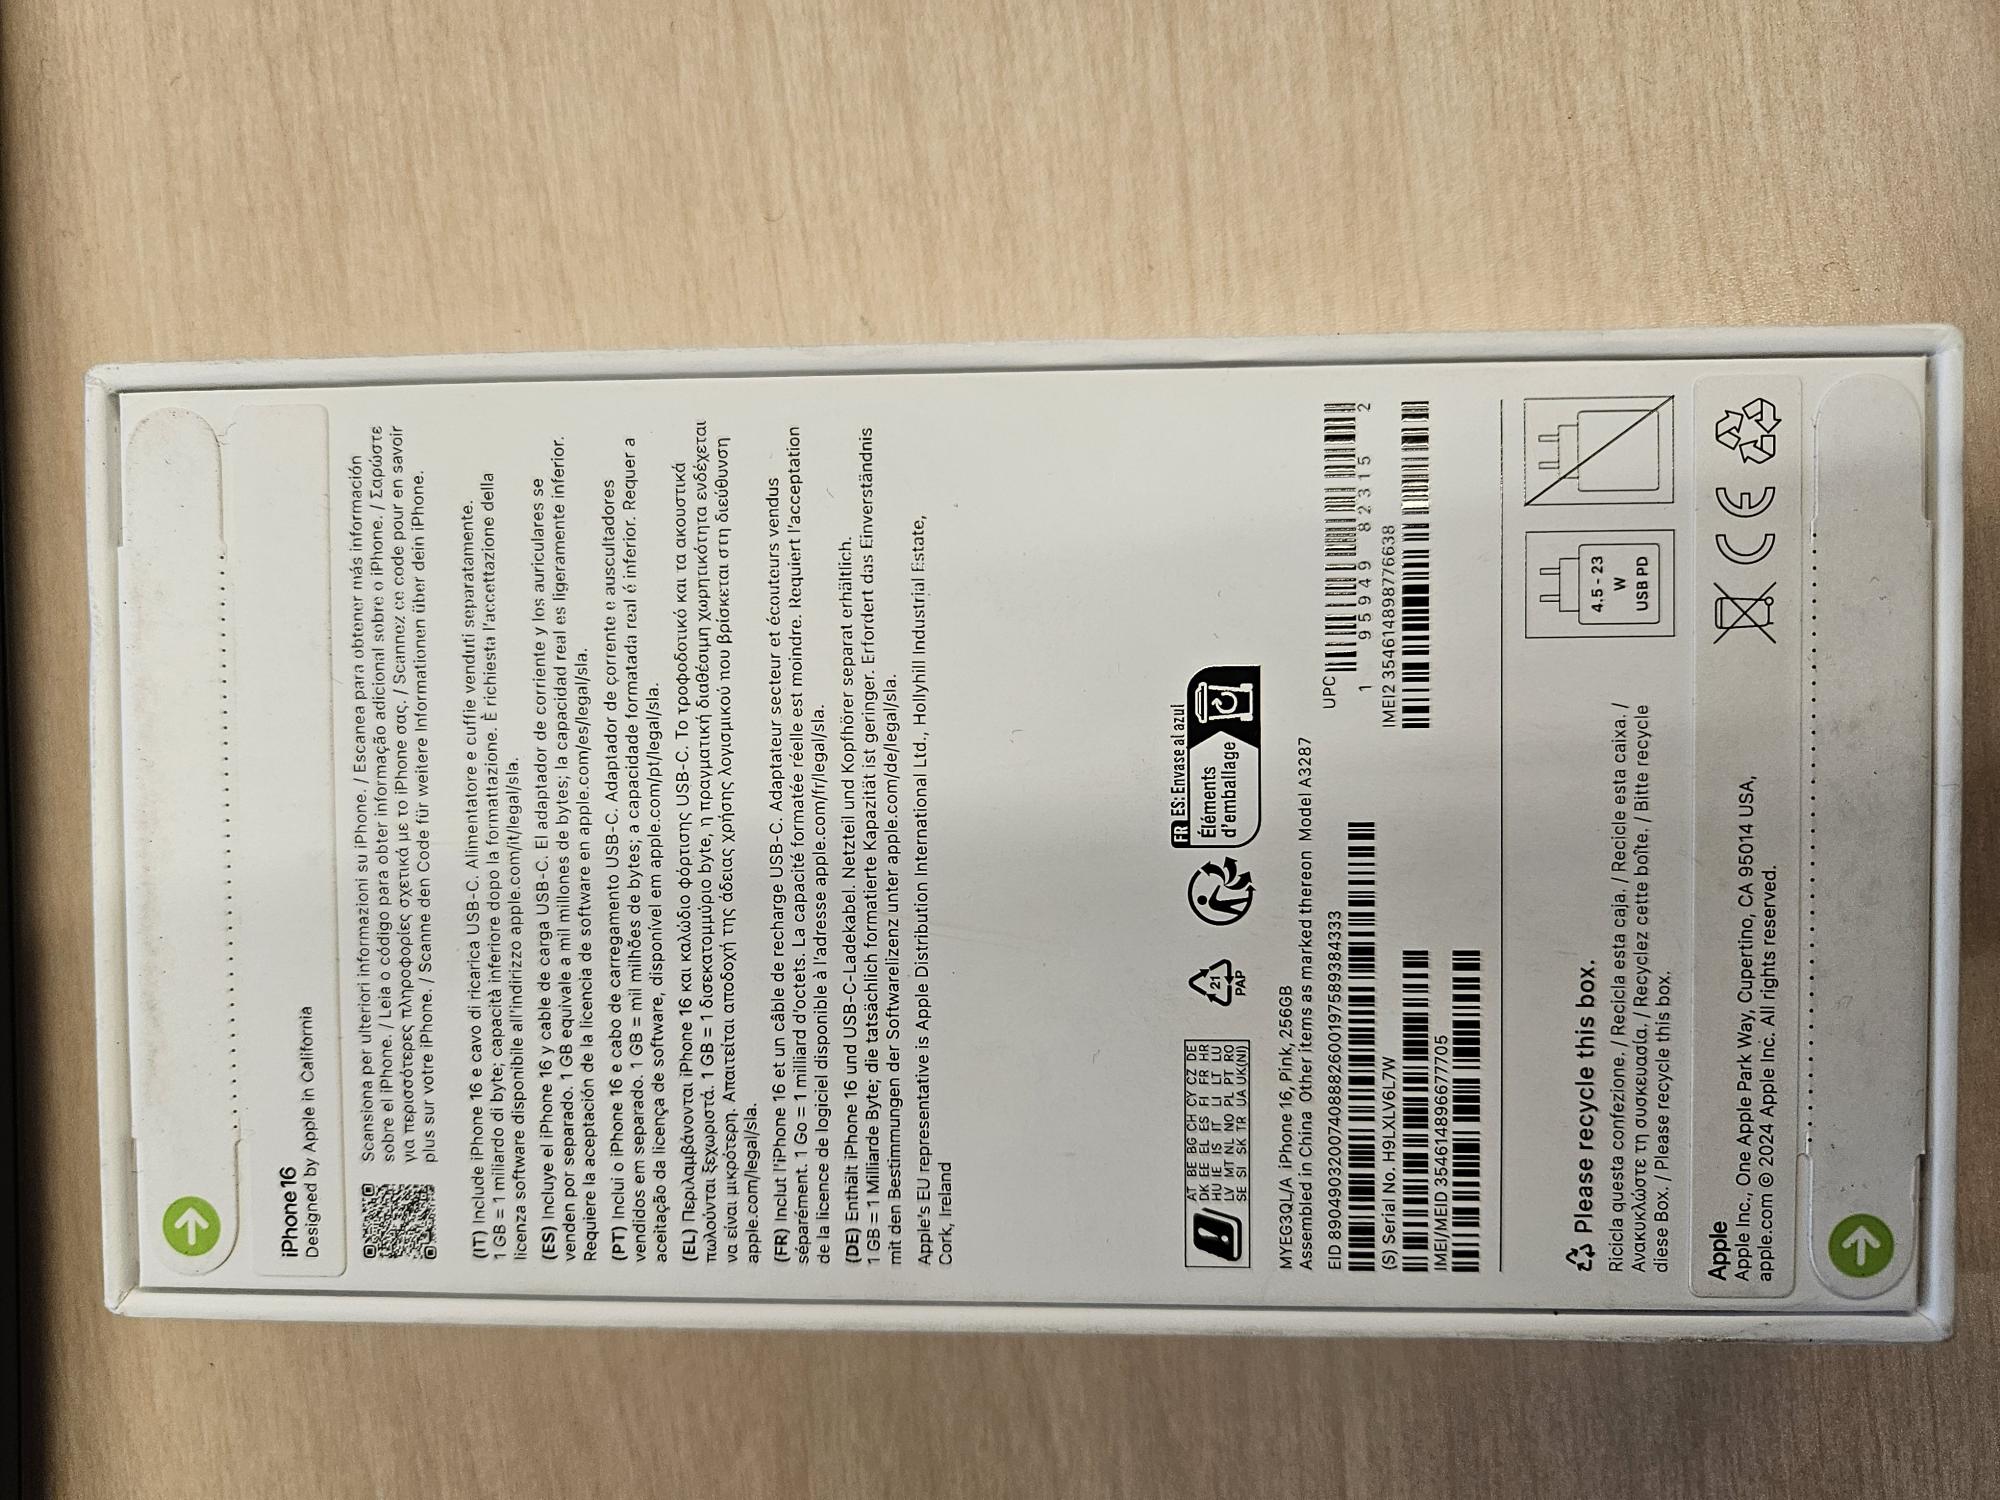 iPhone 16
Designed by Apple in California
Scansiona per ulteriori informazioni su iPhone. / Escanea para obtener más información
sobre el iPhone. / Leia o código para obter informação adicional sobre o iPhone. / Σαρώστε
για περισσότερες πληροφορίες σχετικά με το iPhone σας. / Scannez ce code pour en savoir
plus sur votre iPhone. / Scanne den Code für weitere Informationen über dein iPhone.
(IT) Include iPhone 16 e cavo di ricarica USB-C. Alimentatore e cuffie venduti separatamente.
1 GB = 1 miliardo di byte; capacità inferiore dopo la formattazione. È richiesta l'accettazione della
licenza software disponibile all'indirizzo apple.com/it/legal/sla.
(ES) Incluye el iPhone 16 y cable de carga USB-C. El adaptador de corriente y los auriculares se
venden por separado. 1 GB equivale a mil millones de bytes; la capacidad real es ligeramente inferior.
Requiere la aceptación de la licencia de software en apple.com/es/legal/sla.
(PT) Inclui o iPhone 16 e cabo de carregamento USB-C. Adaptador de corrente e auscultadores
vendidos em separado. 1 GB = mil milhões de bytes; a capacidade formatada real é inferior. Requer a
aceitação da licença de software, disponível em apple.com/pt/legal/sla.
(EL) Περιλαμβάνονται iPhone 16 και καλώδιο φόρτισης USB-C. Το τροφοδοτικό και τα ακουστικά
πωλούνται ξεχωριστά. 1 GB = 1 δισεκατομμύριο byte, η πραγματική διαθέσιμη χωρητικότητα ενδέχεται
να είναι μικρότερη. Απαιτείται αποδοχή της άδειας χρήσης λογισμικού που βρίσκεται στη διεύθυνση
apple.com/legal/sla.
(FR) Inclut l'iPhone 16 et un câble de recharge USB-C. Adaptateur secteur et écouteurs vendus
séparément. 1 Go = 1 milliard d'octets. La capacité formatée réelle est moindre. Requiert l'acceptation
de la licence de logiciel disponible à l'adresse apple.com/fr/legal/sla.
(DE) Enthält iPhone 16 und USB-C-Ladekabel. Netzteil und Kopfhörer separat erhältlich.
1 GB = 1 Milliarde Byte; die tatsächlich formatierte Kapazität ist geringer. Erfordert das Einverständnis
mit den Bestimmungen der Softwarelizenz unter apple.com/de/legal/sla.
Apple's EU representative is Apple Distribution International Ltd., Hollyhill Industrial Estate,
Cork, Ireland
AT BE BG CH CY CZ DE
DK EE EL ES FI FR HR
HU IE IS IT LI LT LU
LV MT NL NO PL PT RO
SE SI SK TR UA UK(NI)
21
PAP
FR ES: Envase al azul
Éléments
d'emballage
MYEG3QL/A iPhone 16, Pink, 256GB
Assembled in China Other items as marked thereon Model A3287
EID 89049032007408882600197589384333
UPC
1 95949 82315 2
(S) Serial No. H9LXLV6L7W
IMEI2 354614898776638
IMEI/MEID 354614896677705
4.5 - 23
W
USB PD
Please recycle this box.
Ricicla questa confezione. / Recicla esta caja. / Recicle esta caixa. /
Ανακυκλώστε τη συσκευασία. / Recyclez cette boîte. / Bitte recycle
diese Box. / Please recycle this box.
Apple
Apple Inc., One Apple Park Way, Cupertino, CA 95014 USA,
apple.com © 2024 Apple Inc. All rights reserved.
CE